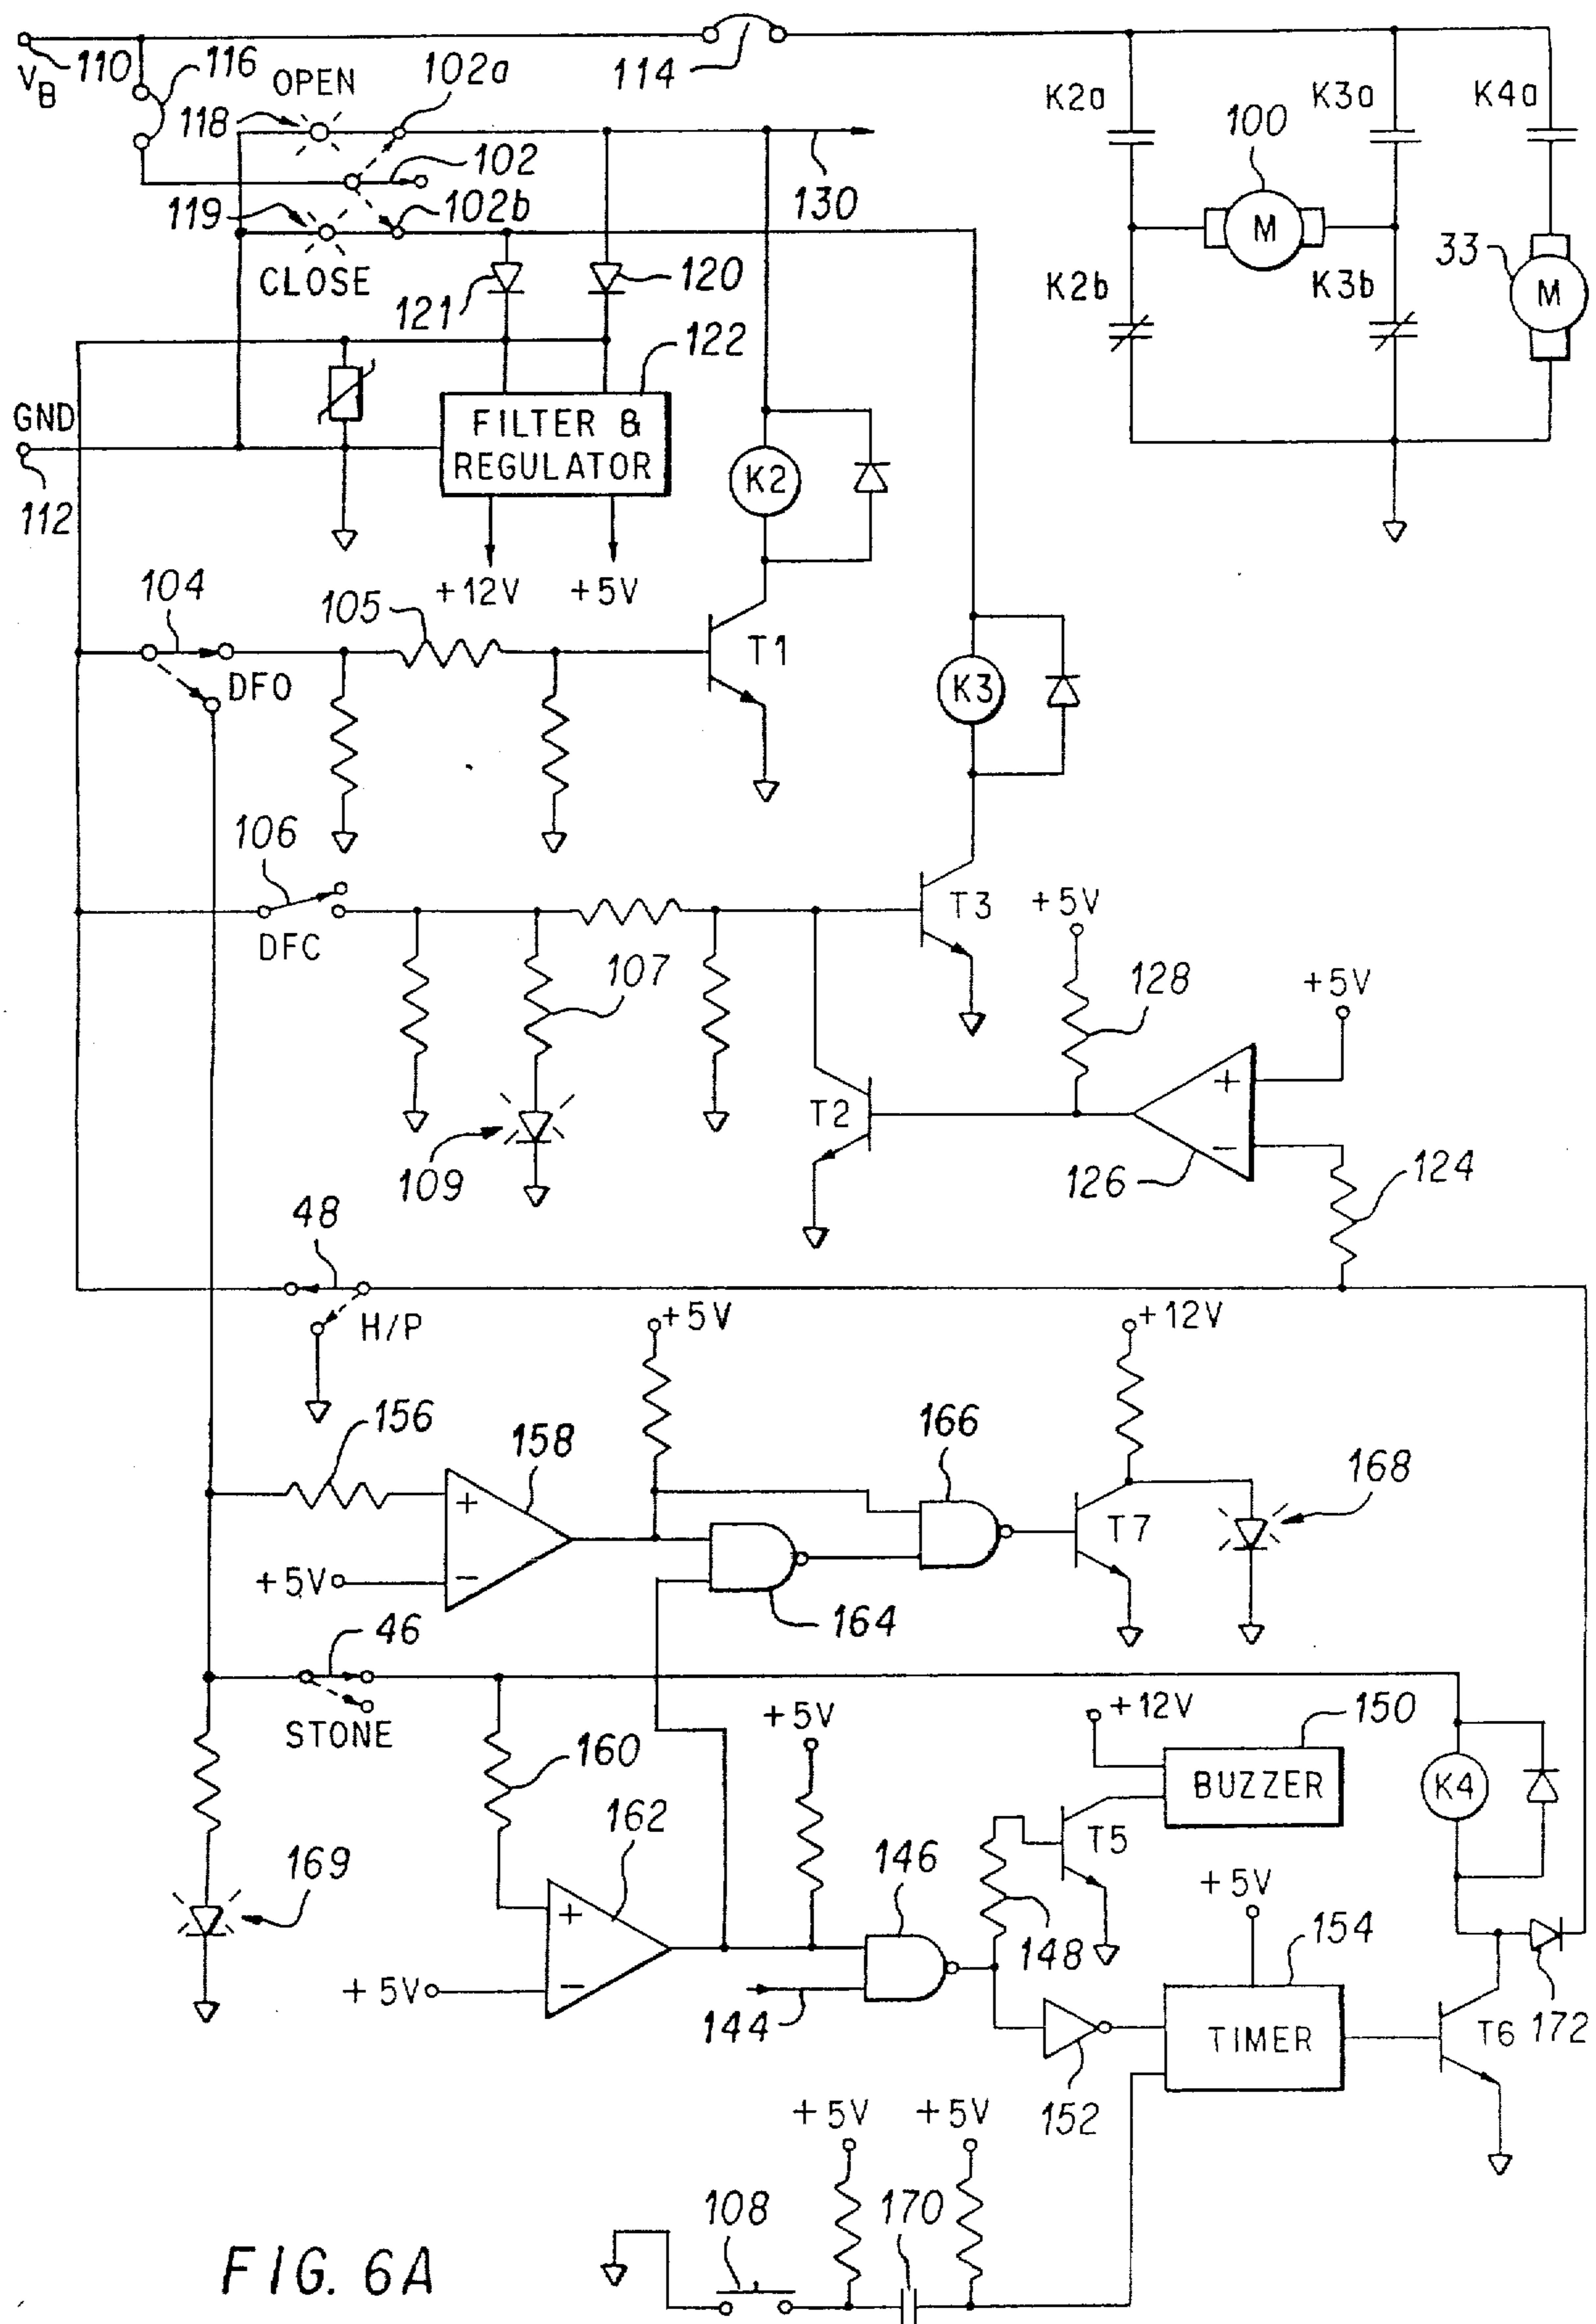 110
V_B
116
OPEN
102a
118
102
114
K2a
K3a
K4a
100
M
130
119
102b
CLOSE
K2b
K3b
33
M
121
120
122
GND
FILTER &
REGULATOR
112
K2
+12V
+5V
104
105
DFO
T1
K3
106
DFC
T3
+5V
107
128
+5V
T2
+
-
109
126
124
48
H/P
+5V
+12V
156
158
166
168
+
T7
+5V
-
164
46
STONE
+5V
+12V
150
BUZZER
160
K4
162
146
T5
169
148
+5V
154
+
+5V
-
144
TIMER
T6
172
152
+5V
+5V
108
170
FIG. 6A